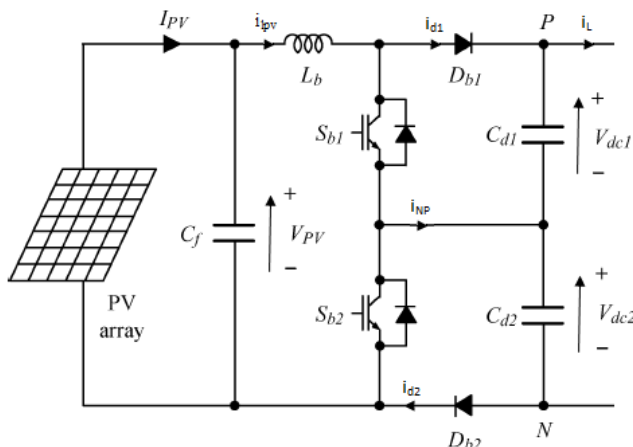 I_PV
i_lpv
i_d1
P
i_L
L_b
D_b1
+
S_b1
C_d1
V_dc1
−
i_NP
+
C_f
V_PV
−
PV
array
+
S_b2
C_d2
V_dc2
−
i_d2
D_b2
N